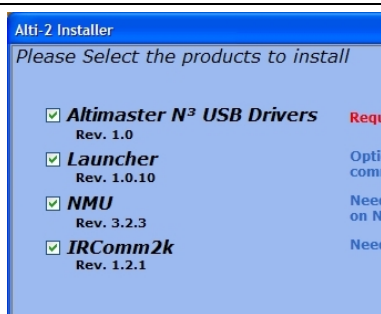 Alti-2 Installer
Please Select the products to install
Altimaster N³ USB Drivers
Rev. 1.0
Launcher
Rev. 1.0.10
NMU
Rev. 3.2.3
on N
IRComm2k
Rev. 1.2.1